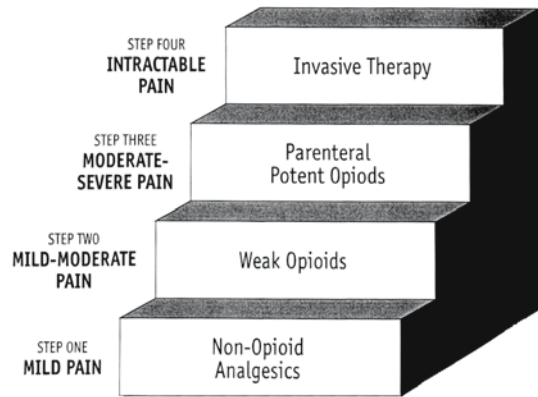 STEP FOUR
INTRACTABLE
PAIN
Invasive Therapy
STEP THREE
MODERATE-
SEVERE PAIN
Parenteral
Potent Opiods
STEP TWO
MILD-MODERATE
PAIN
Weak Opioids
STEP ONE
MILD PAIN
Non-Opioid
Analgesics